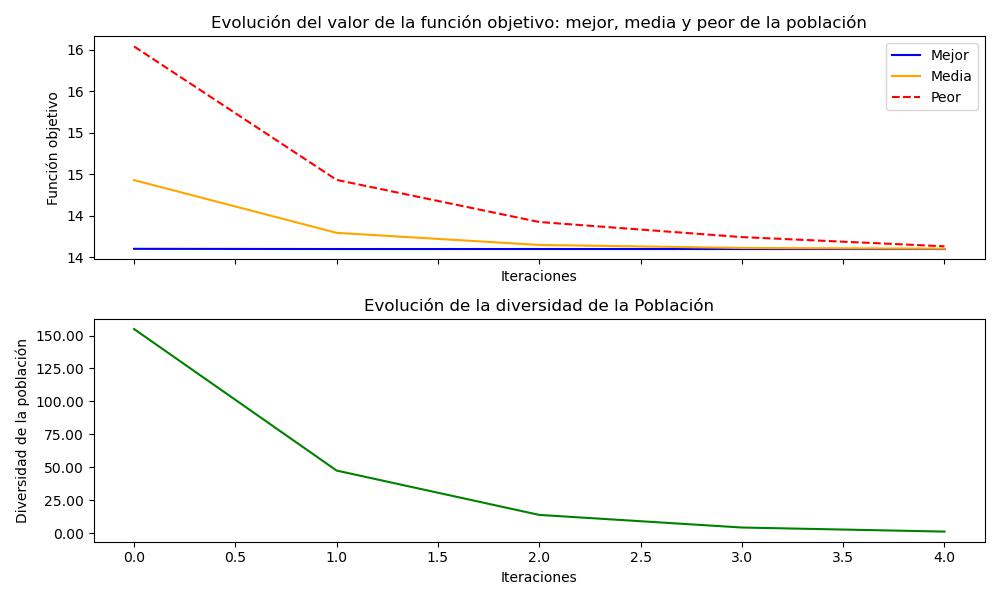 Evolución del valor de la función objetivo: mejor, media y peor de la población
16
16
15
15
14
14
Función objetivo
Mejor
Media
Peor
Iteraciones
Evolución de la diversidad de la Población
150.00
125.00
100.00
75.00
50.00
25.00
0.00
Diversidad de la población
0.0 0.5 1.0 1.5 2.0 2.5 3.0 3.5 4.0
Iteraciones